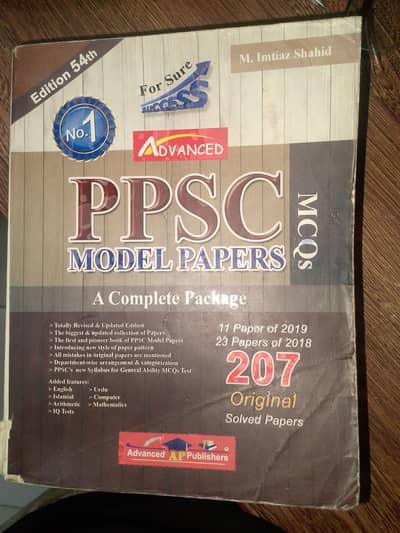 M. Imtiaz Shahid
Edition 54th
For Sure
SUCCESS
No.1
ADVANCED
PPSC
MCQs
MODEL PAPERS
A Complete Package
Totally Revised & Updated Edition
The biggest & updated collection of Papers
The first and pioneer book of PPSC Model Papers
Introducing new style of paper pattern
All mistakes in original papers are mentioned
Department-wise arrangement & categorization
PPSC's new Syllabus for General Ability MCQs Test
Added features:
English Urdu
Islamiat Computer
Arithmetic Mathematics
IQ Tests
11 Paper of 2019
23 Papers of 2018
207
Original
Solved Papers
Advanced AP Publishers